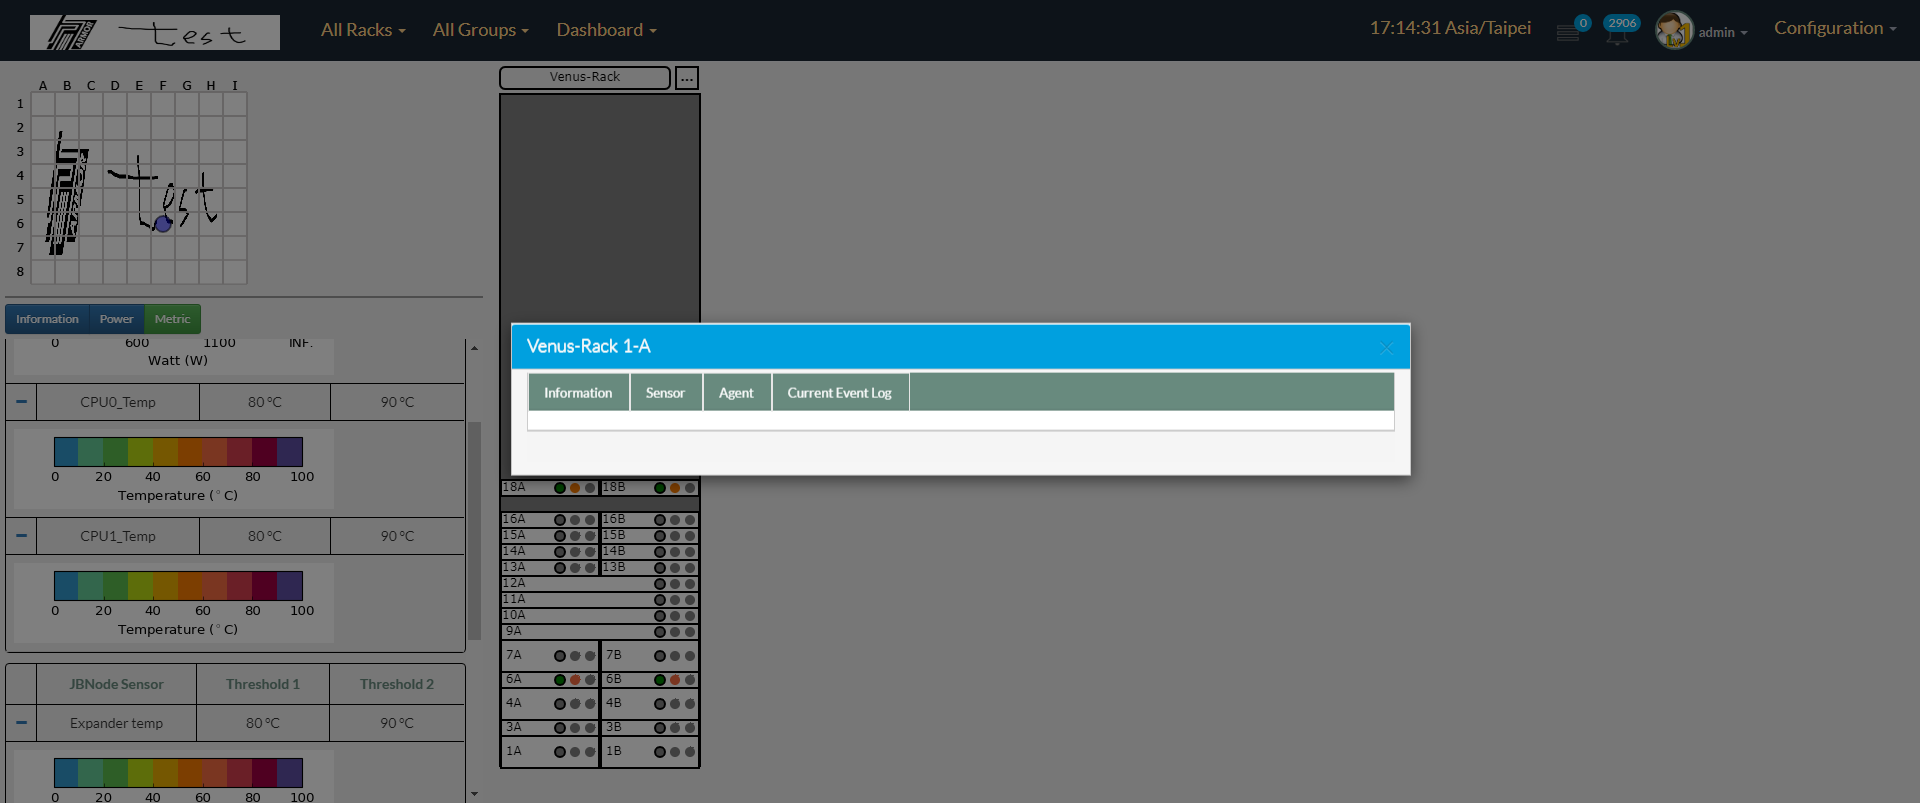 ARMOR test All Racks All Groups Dashboard 17:14:31 Asia/Taipei 0 2906 admin Configuration
A B C D E F G H I
1
2
3
4
5
6
7
8
test
Information Power Metric
0 600 1100 INF.
Watt (W)
CPU0_Temp 80 °C 90 °C
0 20 40 60 80 100
Temperature (°C)
CPU1_Temp 80 °C 90 °C
0 20 40 60 80 100
Temperature (°C)
JBNode Sensor Threshold 1 Threshold 2
Expander temp 80 °C 90 °C
0 20 40 60 80 100
Venus-Rack ...
Venus-Rack 1-A ×
Information Sensor Agent Current Event Log
18A 18B
16A 16B
15A 15B
14A 14B
13A 13B
12A
11A
10A
9A
7A 7B
6A 6B
4A 4B
3A 3B
1A 1B